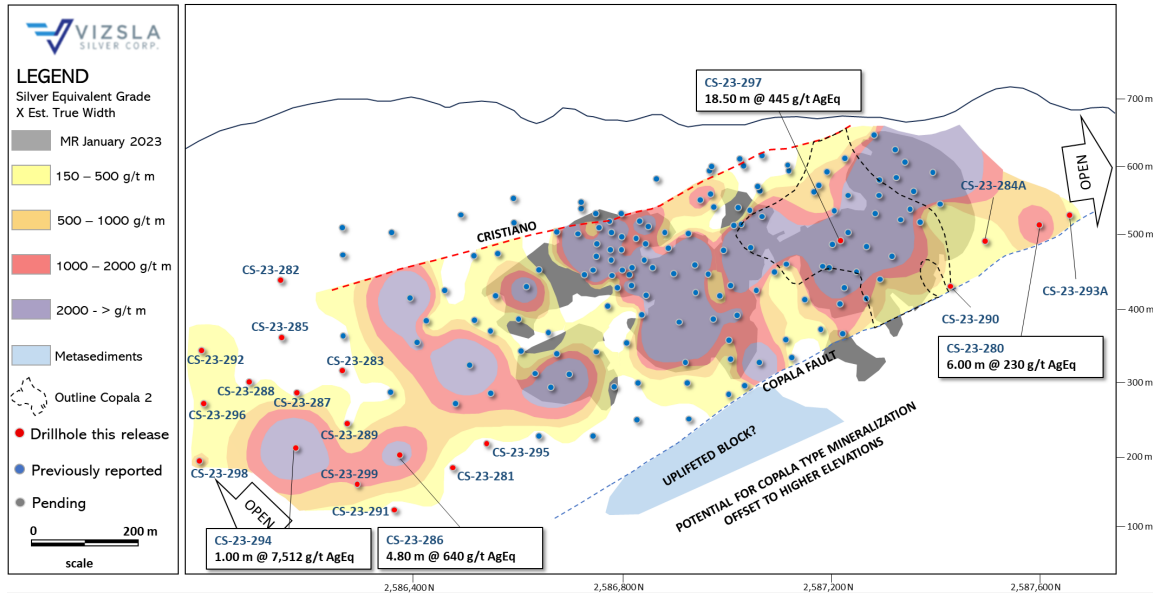 VIZSLA
SILVER CORP.
LEGEND
Silver Equivalent Grade
X Est. True Width
MR January 2023
150 – 500 g/t m
500 – 1000 g/t m
1000 – 2000 g/t m
2000 - > g/t m
Metasediments
Outline Copala 2
Drillhole this release
Previously reported
Pending
0 200 m
scale
CS-23-297
18.50 m @ 445 g/t AgEq
700 m
600 m
500 m
400 m
300 m
200 m
100 m
OPEN
CS-23-284A
CRISTIANO
CS-23-282
CS-23-293A
CS-23-290
CS-23-285
CS-23-280
6.00 m @ 230 g/t AgEq
CS-23-292
CS-23-283
COPALA FAULT
CS-23-288
CS-23-287
CS-23-296
CS-23-289
UPLIFETED BLOCK?
POTENTIAL FOR COPALA TYPE MINERALIZATION
OFFSET TO HIGHER ELEVATIONS
CS-23-295
CS-23-298
CS-23-299
CS-23-281
OPEN
CS-23-291
CS-23-294
1.00 m @ 7,512 g/t AgEq
CS-23-286
4.80 m @ 640 g/t AgEq
2,586,400N
2,586,800N
2,587,200N
2,587,600N